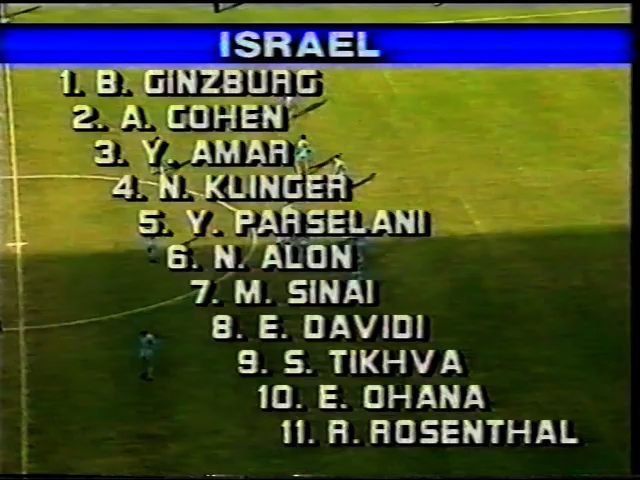 ISRAEL
1. B. GINZBURG
2. A. COHEN
3. Y. AMAR
4. N. KLINGER
5. Y. PARSELANI
6. N. ALON
7. M. SINAI
8. E. DAVIDI
9. S. TIKHVA
10. E. OHANA
11. R. ROSENTHAL